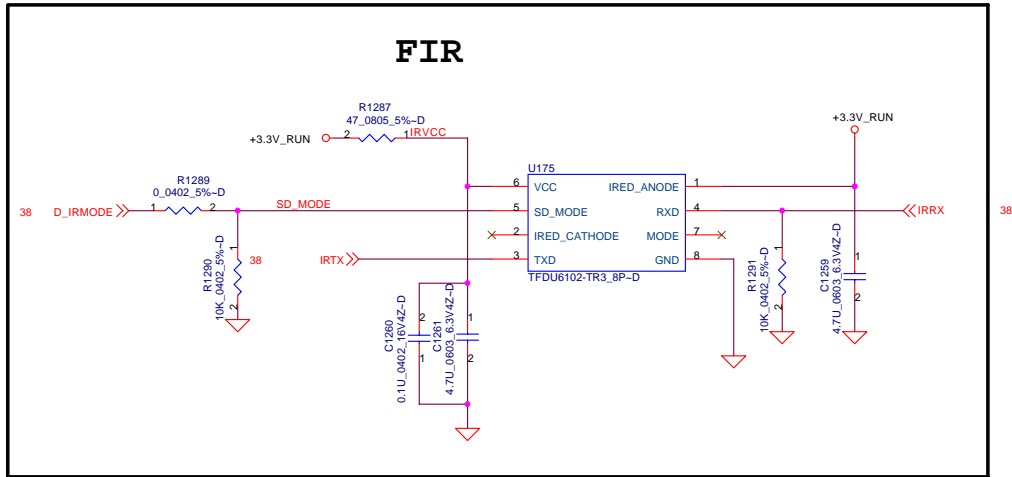 FIR
R1287
47_0805_5%~D
+3.3V_RUN
2
1
IRVCC
+3.3V_RUN
R1289
0_0402_5%~D
38
D_IRMODE
1
2
SD_MODE
U175
6
VCC
IRED_ANODE
1
5
SD_MODE
RXD
4
IRRX
38
2
IRED_CATHODE
MODE
7
IRTX
3
TXD
GND
8
TFDU6102-TR3_8P~D
38
1
R1290
10K_0402_5%~D
2
2
C1260
0.1U_0402_16V4Z~D
1
1
C1261
4.7U_0603_6.3V4Z~D
2
1
R1291
10K_0402_5%~D
2
1
C1259
4.7U_0603_6.3V4Z~D
2